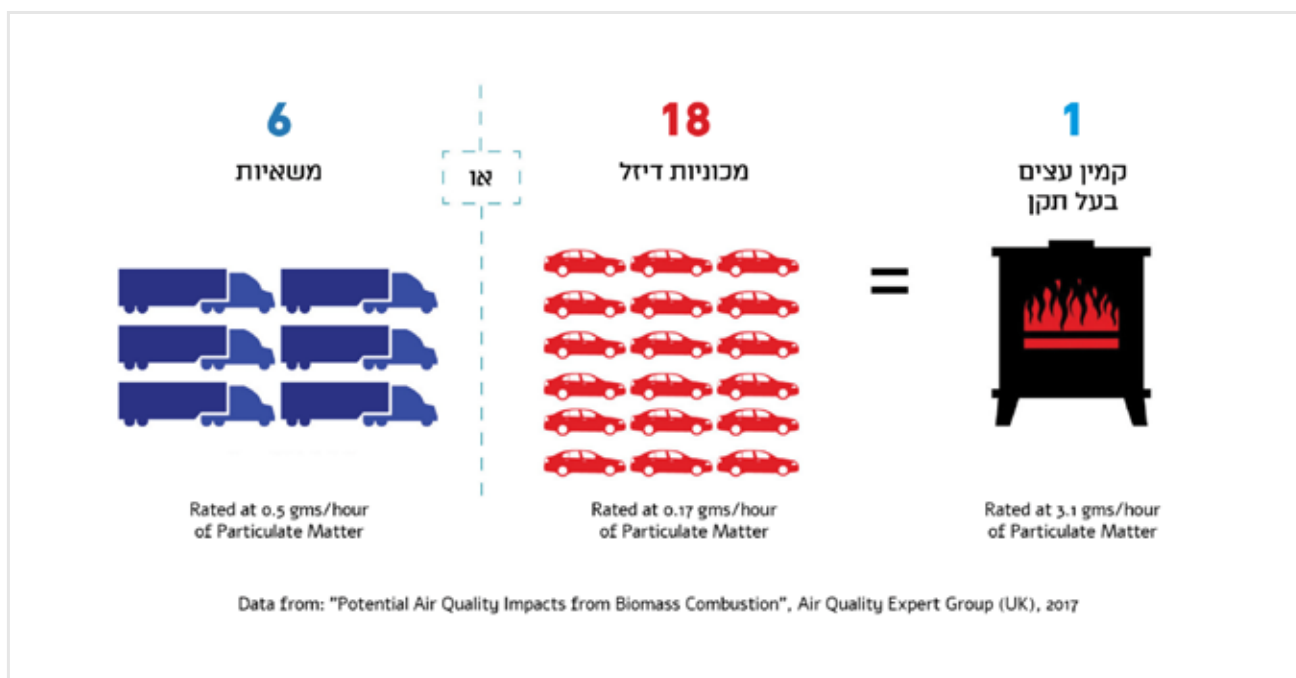 1
קמין עצים
בעל תקן
=
18
מכוניות דיזל
או
6
משאיות
Rated at 3.1 gms/hour
of Particulate Matter
Rated at 0.17 gms/hour
of Particulate Matter
Rated at 0.5 gms/hour
of Particulate Matter
Data from: "Potential Air Quality Impacts from Biomass Combustion", Air Quality Expert Group (UK), 2017